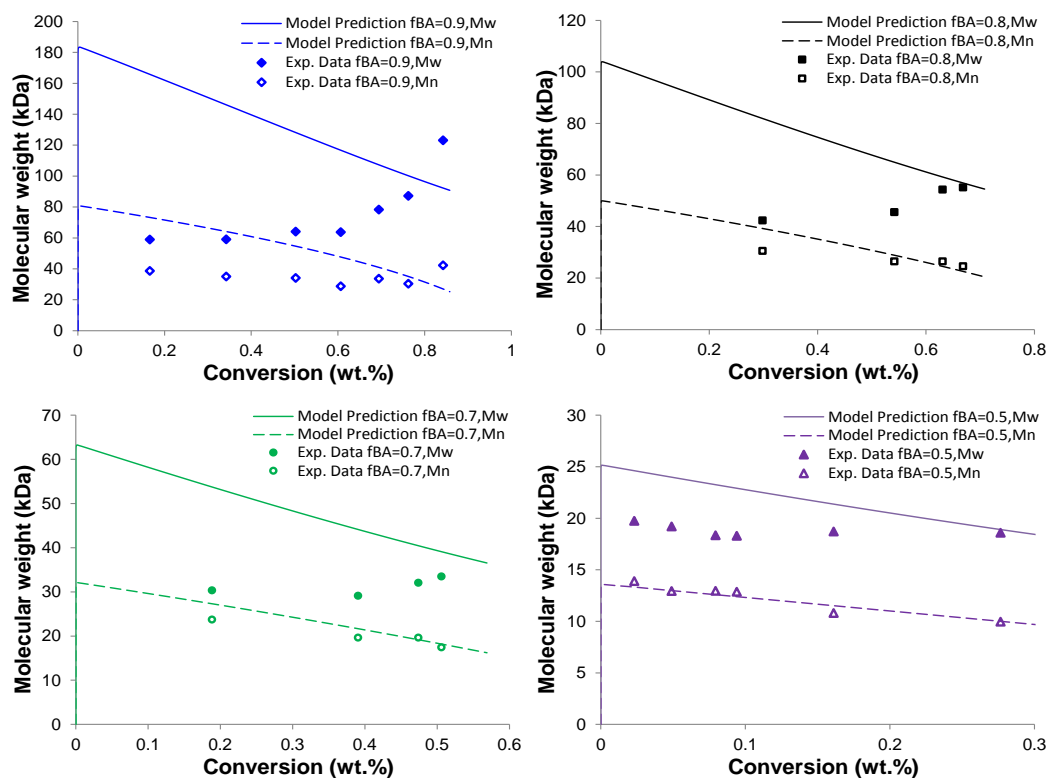 Model Prediction fBA=0.9,Mw
Model Prediction fBA=0.9,Mn
Exp. Data fBA=0.9,Mw
Exp. Data fBA=0.9,Mn
Molecular weight (kDa)
200
180
160
140
120
100
80
60
40
20
0
0 0.2 0.4 0.6 0.8 1
Conversion (wt.%)
Model Prediction fBA=0.8,Mw
Model Prediction fBA=0.8,Mn
Exp. Data fBA=0.8,Mw
Exp. Data fBA=0.8,Mn
Molecular weight (kDa)
120
100
80
60
40
20
0
0 0.2 0.4 0.6 0.8
Conversion (wt.%)
Model Prediction fBA=0.7,Mw
Model Prediction fBA=0.7,Mn
Exp. Data fBA=0.7,Mw
Exp. Data fBA=0.7,Mn
Molecular weight (kDa)
70
60
50
40
30
20
10
0
0 0.1 0.2 0.3 0.4 0.5 0.6
Conversion (wt.%)
Model Prediction fBA=0.5,Mw
Model Prediction fBA=0.5,Mn
Exp. Data fBA=0.5,Mw
Exp. Data fBA=0.5,Mn
Molecular weight (kDa)
30
25
20
15
10
5
0
0 0.1 0.2 0.3
Conversion (wt.%)